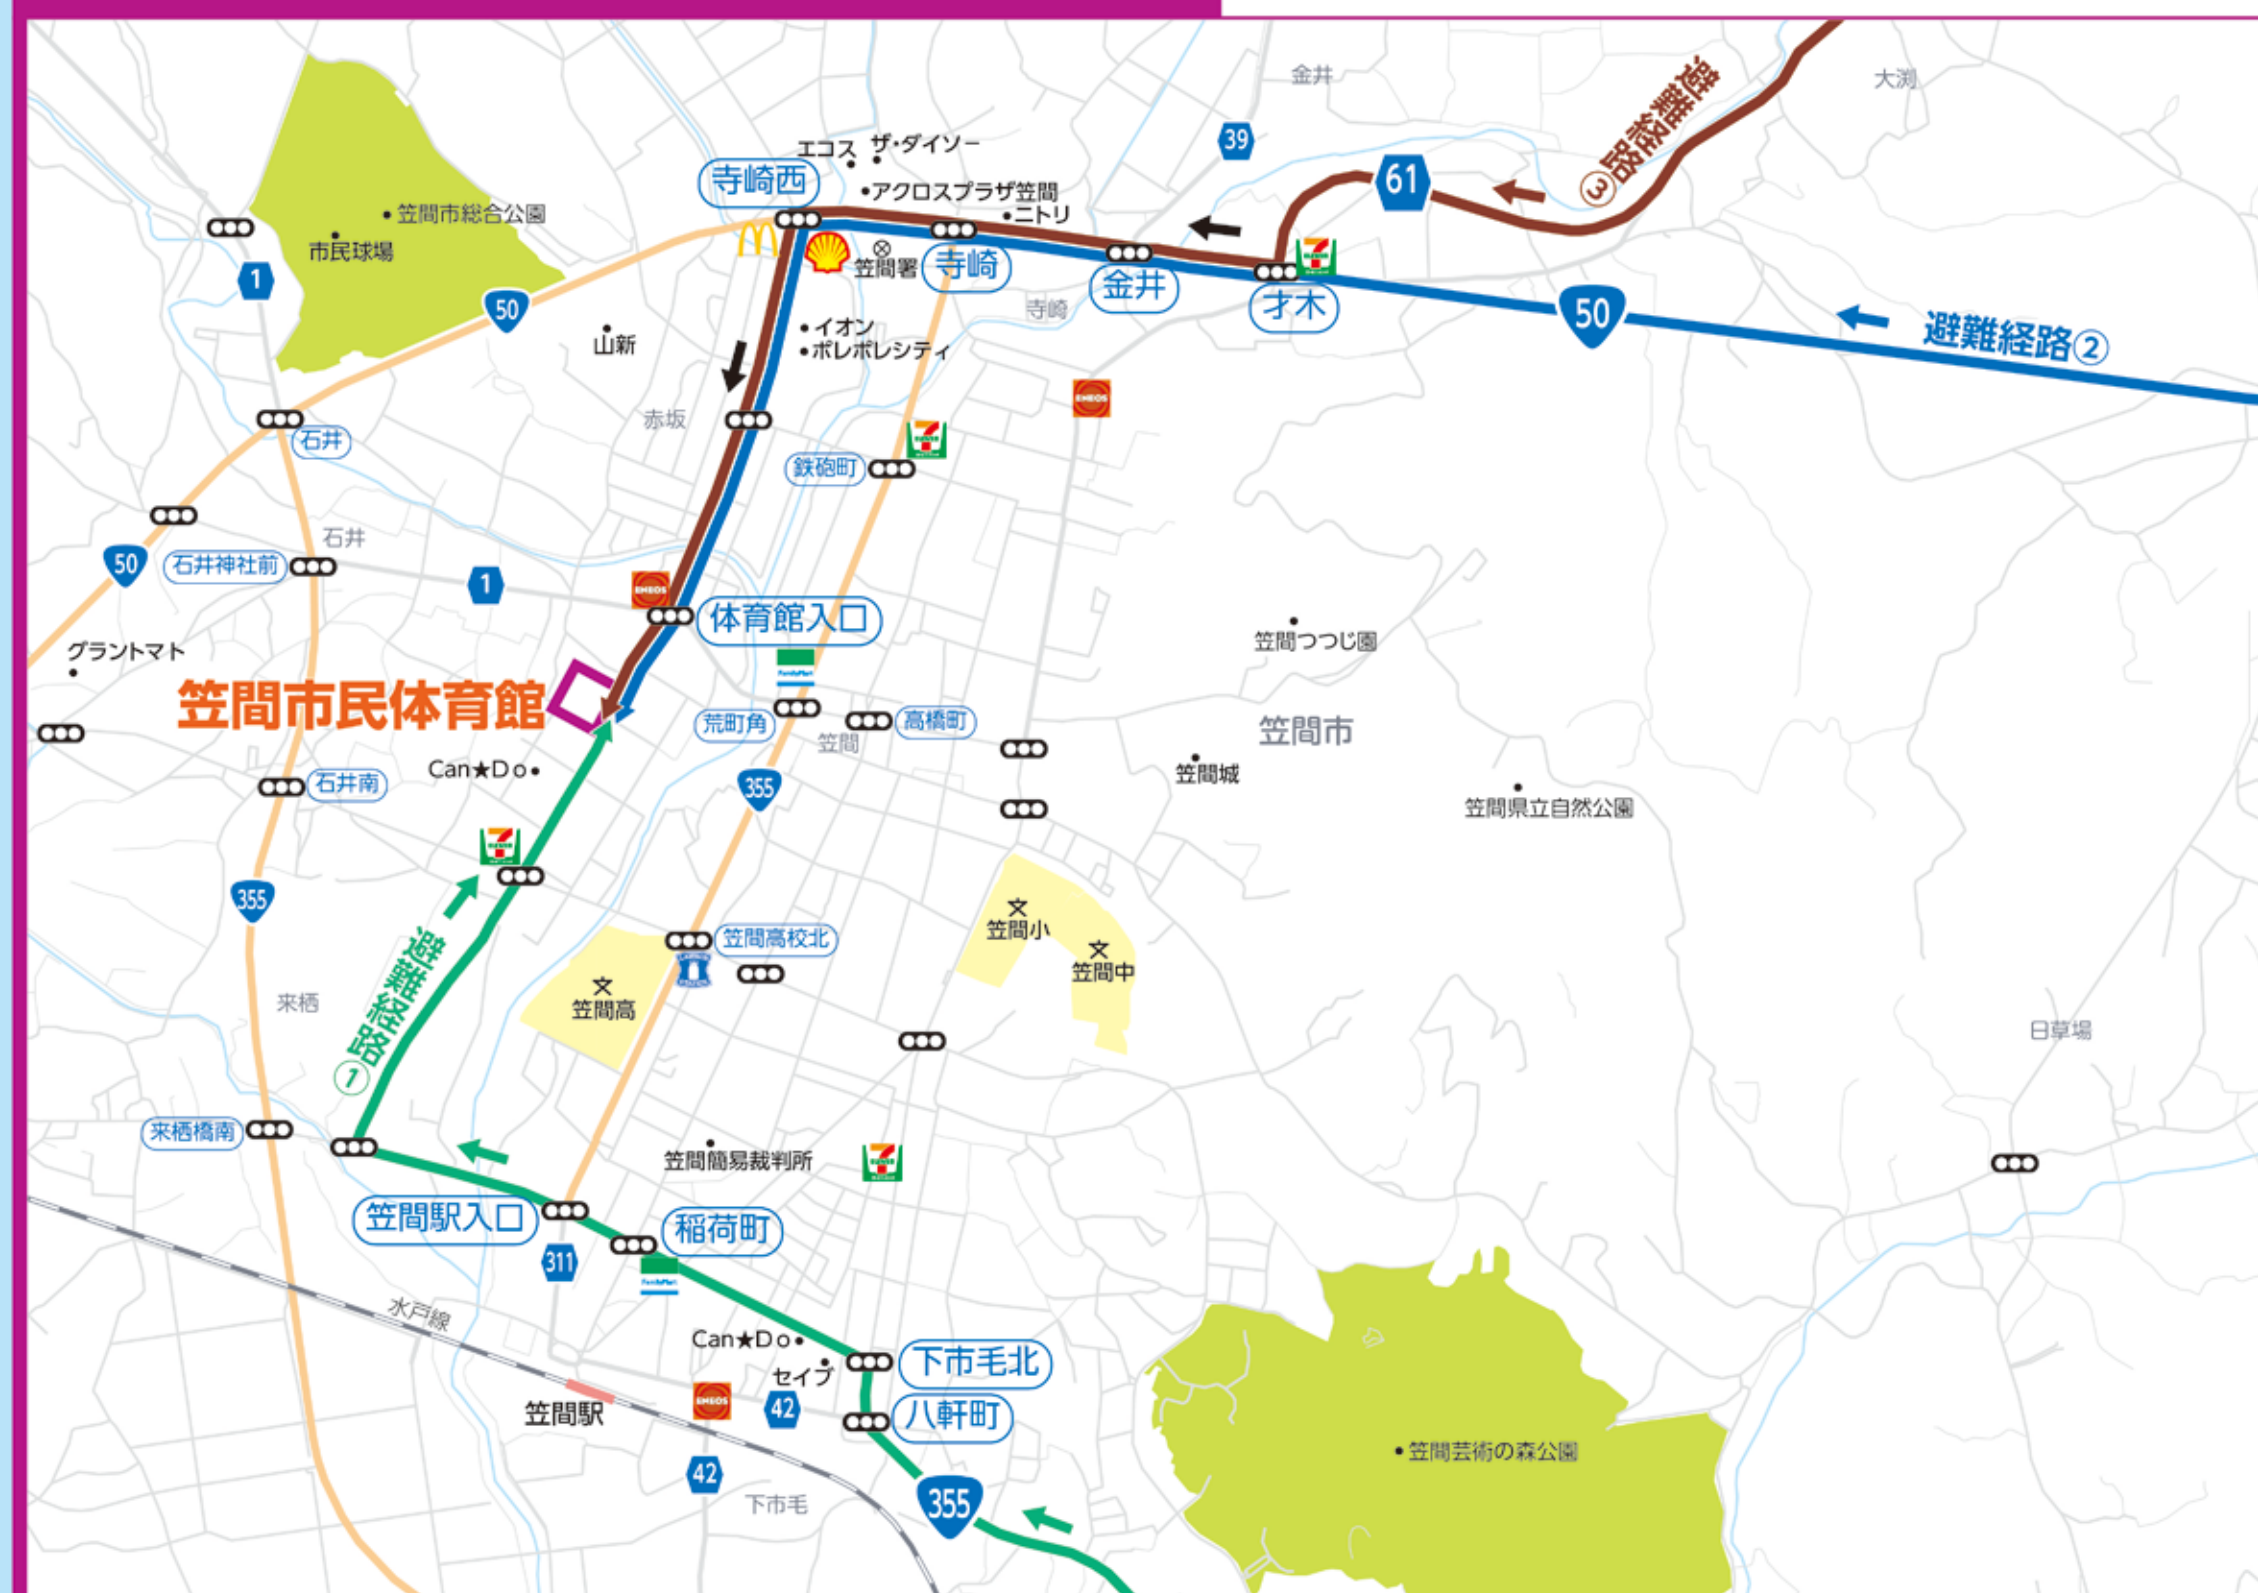 金井
大渕
避難経路③
39
61
エコス
ザ・ダイソー
寺崎西
アクロスプラザ笠間
ニトリ
笠間市総合公園
市民球場
1
笠間署
寺崎
金井
才木
50
50
避難経路②
寺崎
山新
イオン
ポレポレシティ
ENEOS
赤坂
石井
鉄砲町
石井
50
石井神社前
1
ENEOS
体育館入口
笠間つつじ園
グラントマト
FamilyMart
笠間市民体育館
荒町角
高橋町
笠間
笠間市
Can★Do
笠間城
石井南
355
笠間県立自然公園
355
笠間小
笠間高校北
笠間中
避難経路①
来栖
笠間高
日草場
来栖橋南
笠間簡易裁判所
笠間駅入口
稲荷町
311
FamilyMart
水戸線
Can★Do
下市毛北
セイブ
ENEOS
42
八軒町
笠間駅
笠間芸術の森公園
42
下市毛
355